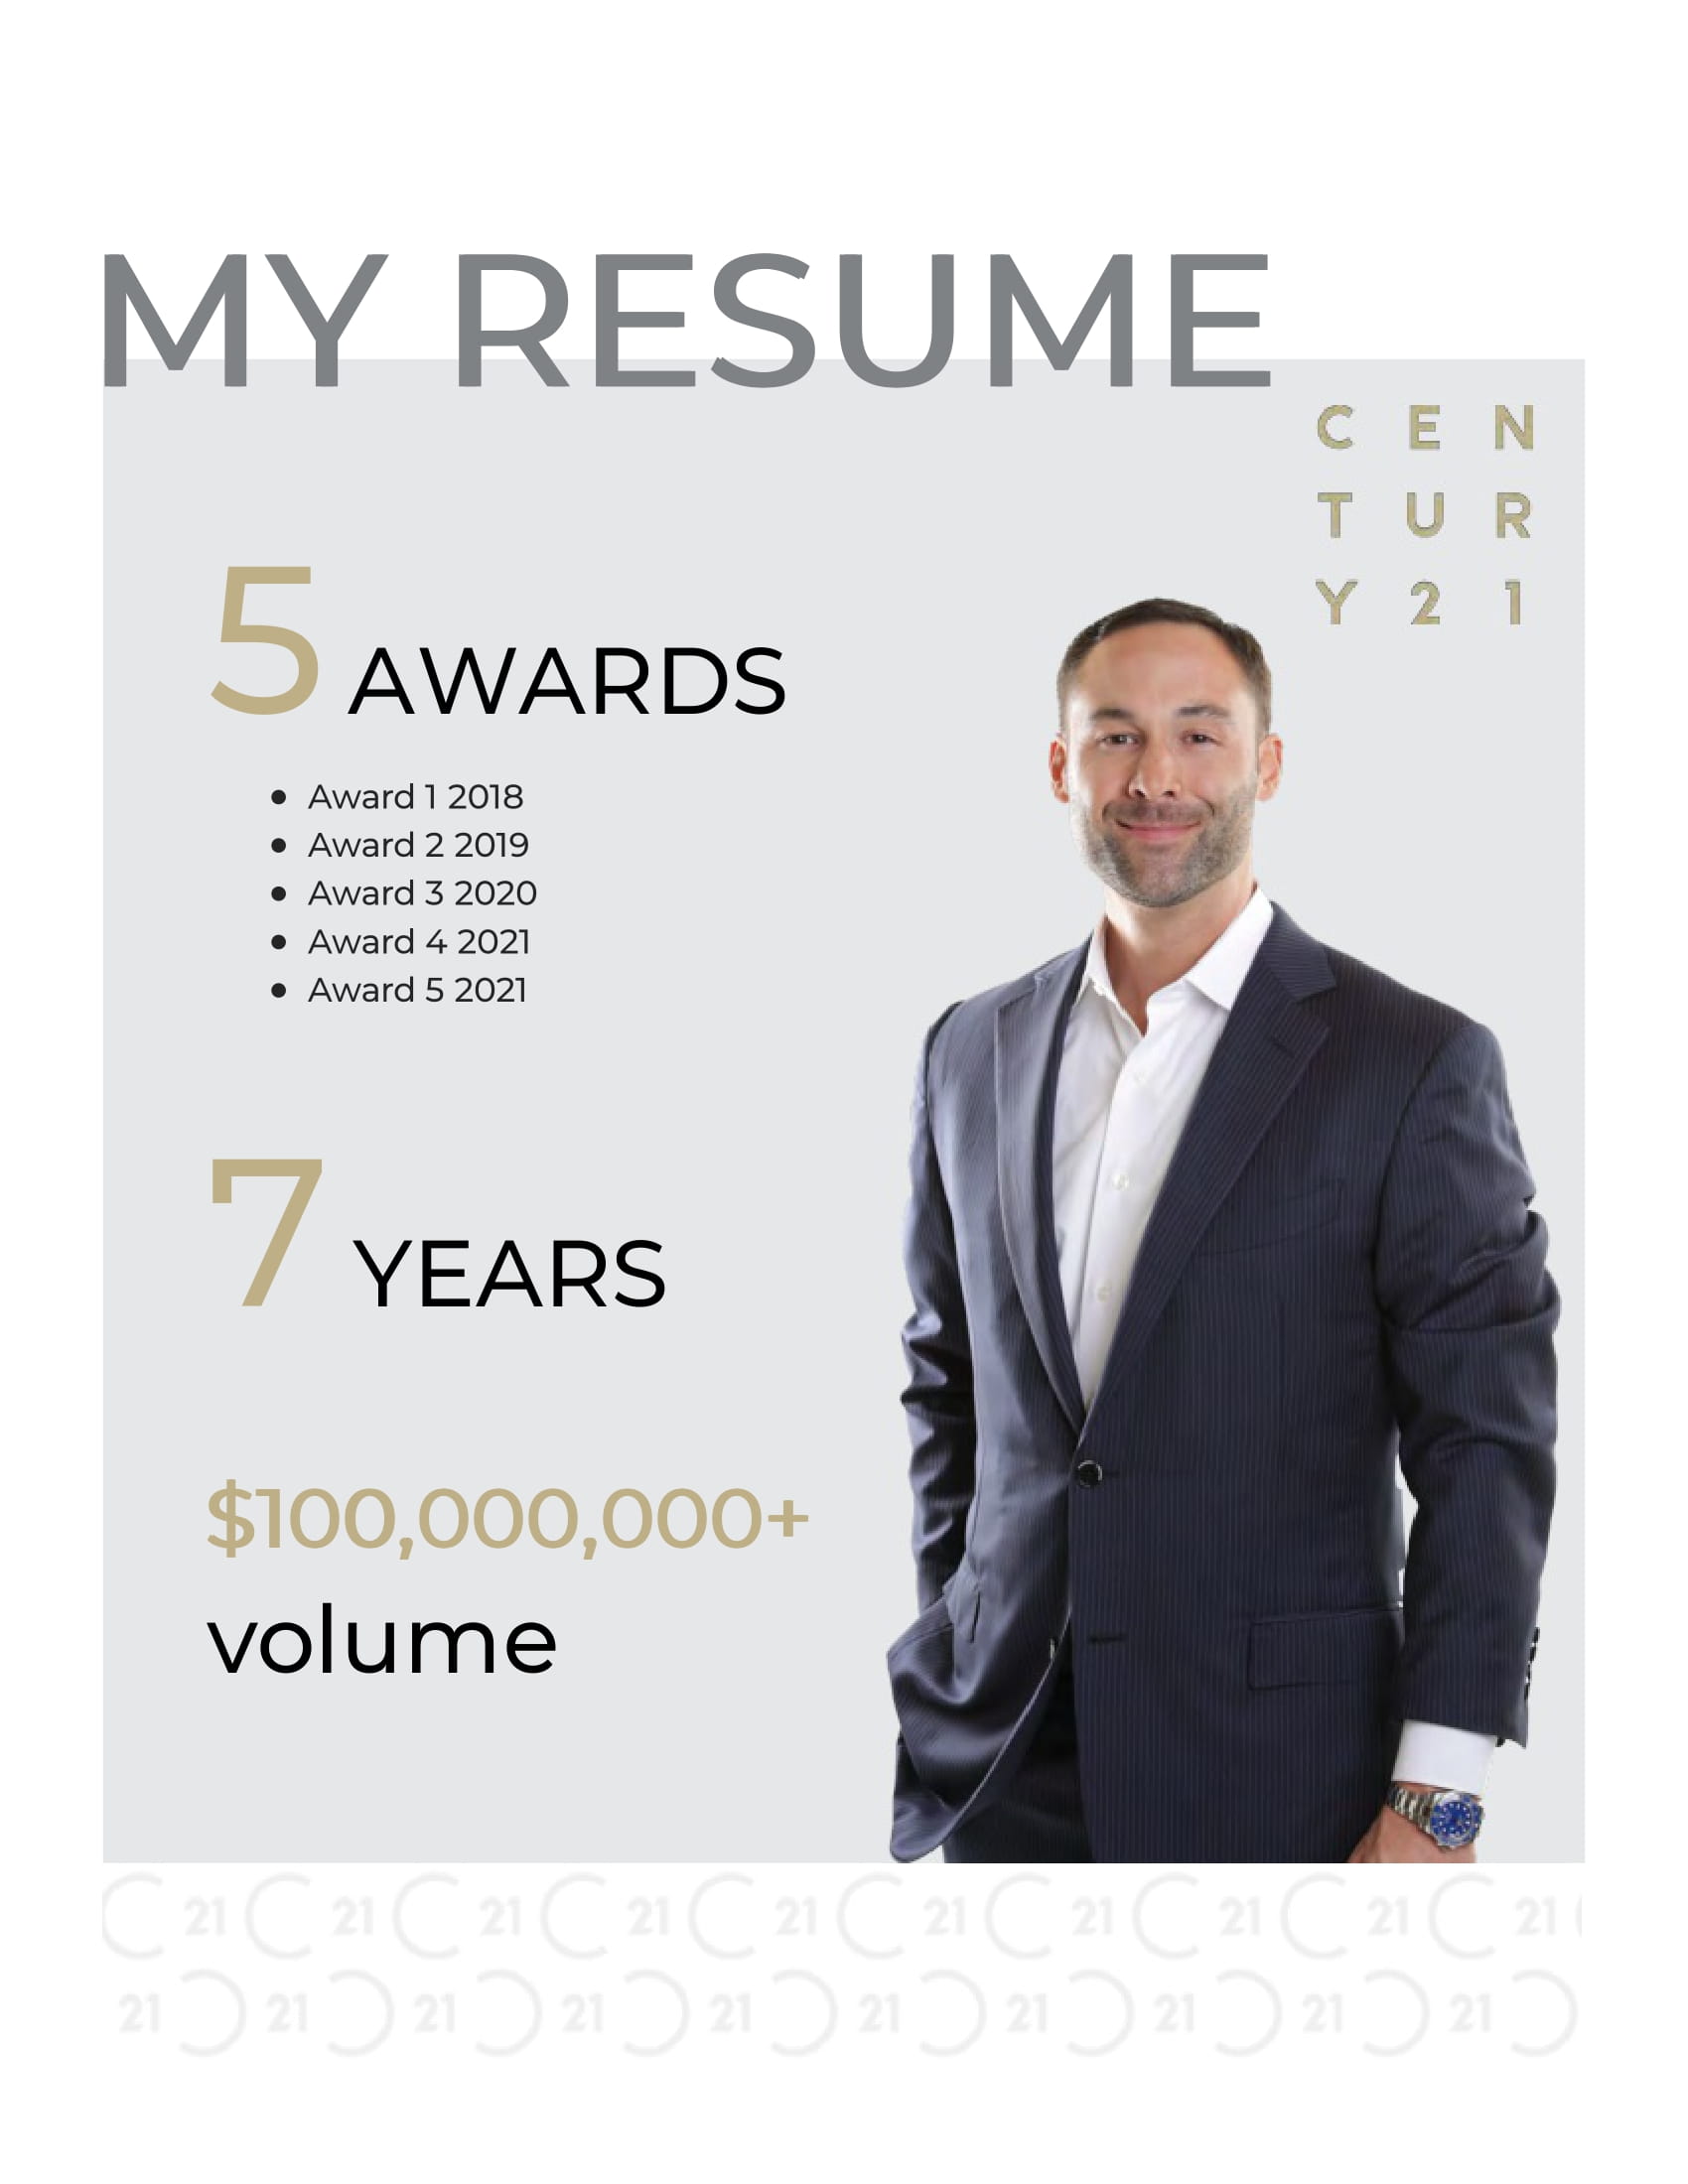 MY RESUME
C E N
T U R
Y 2 1
5 AWARDS
• Award 1 2018
• Award 2 2019
• Award 3 2020
• Award 4 2021
• Award 5 2021
7 YEARS
$100,000,000+
volume
C 21 C 21 C 21 C 21 C 21 C 21 C 21 C 21 C 21 C 21
21 21 21 21 21 21 21 21 21 21